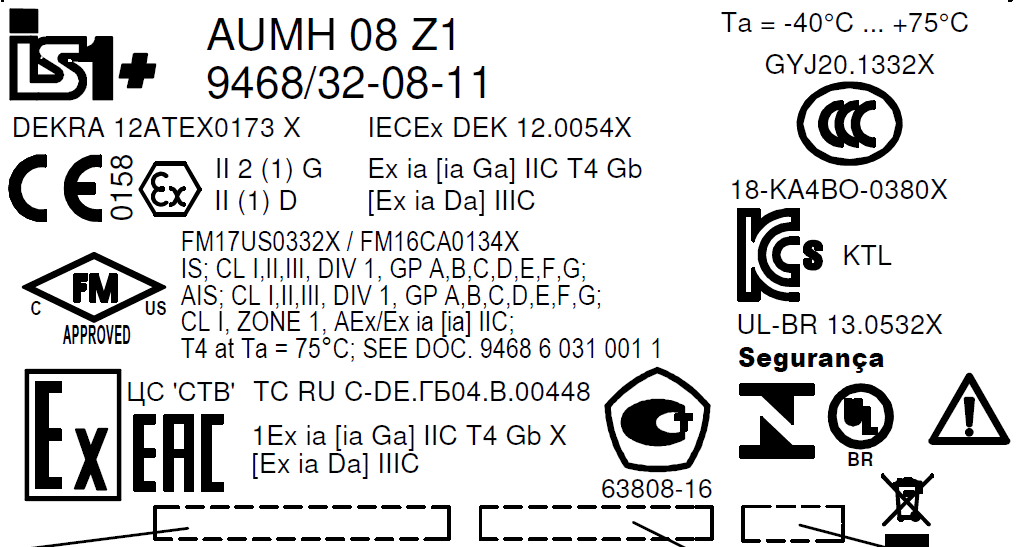 IS1+
AUMH 08 Z1
9468/32-08-11
Ta = -40°C ... +75°C
GYJ20.1332X
CCC
DEKRA 12ATEX0173 X
IECEx DEK 12.0054X
CE 0158
Ex
II 2 (1) G
II (1) D
Ex ia [ia Ga] IIC T4 Gb
[Ex ia Da] IIIC
18-KA4BO-0380X
KCs
KTL
FM17US0332X / FM16CA0134X
IS; CL I,II,III, DIV 1, GP A,B,C,D,E,F,G;
AIS; CL I,II,III, DIV 1, GP A,B,C,D,E,F,G;
CL I, ZONE 1, AEx/Ex ia [ia] IIC;
T4 at Ta = 75°C; SEE DOC. 9468 6 031 001 1
FM
C US
APPROVED
UL-BR 13.0532X
Segurança
UL
BR
Ex
ЦС 'СТВ'
TC RU C-DE.ГБ04.B.00448
EAC
1Ex ia [ia Ga] IIC T4 Gb X
[Ex ia Da] IIIC
63808-16